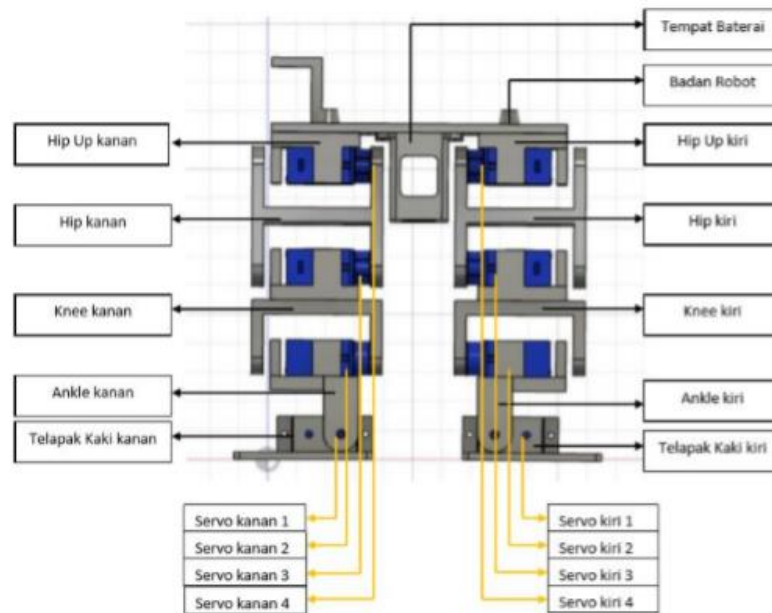 Tempat Baterai
Badan Robot
Hip Up kanan
Hip Up kiri
Hip kanan
Hip kiri
Knee kanan
Knee kiri
Ankle kanan
Ankle kiri
Telapak Kaki kanan
Telapak Kaki kiri
Servo kanan 1
Servo kanan 2
Servo kanan 3
Servo kanan 4
Servo kiri 1
Servo kiri 2
Servo kiri 3
Servo kiri 4